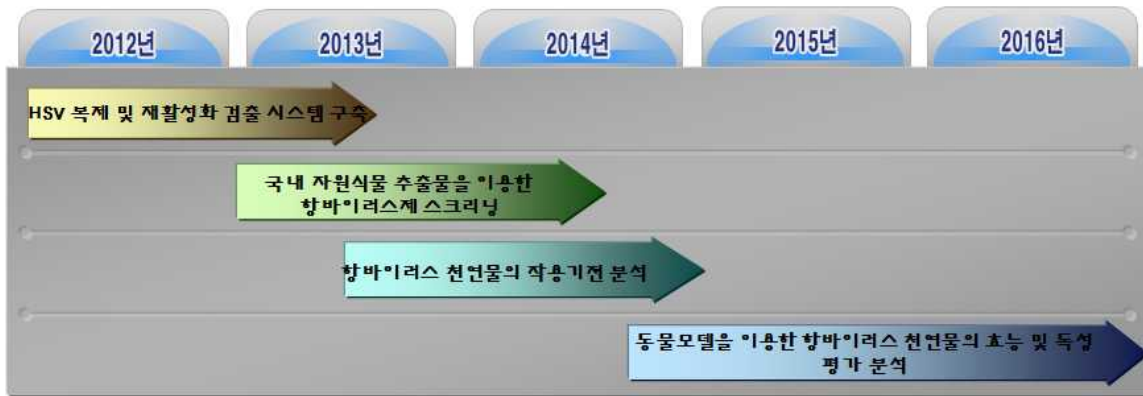 2012년 2013년 2014년 2015년 2016년
HSV 복제 및 재활성화 검출 시스템 구축
국내 자원식물 추출물을 이용한
항바이러스제 스크리닝
항바이러스 천연물의 작용기전 분석
동물모델을 이용한 항바이러스 천연물의 효능 및 독성
평가 분석